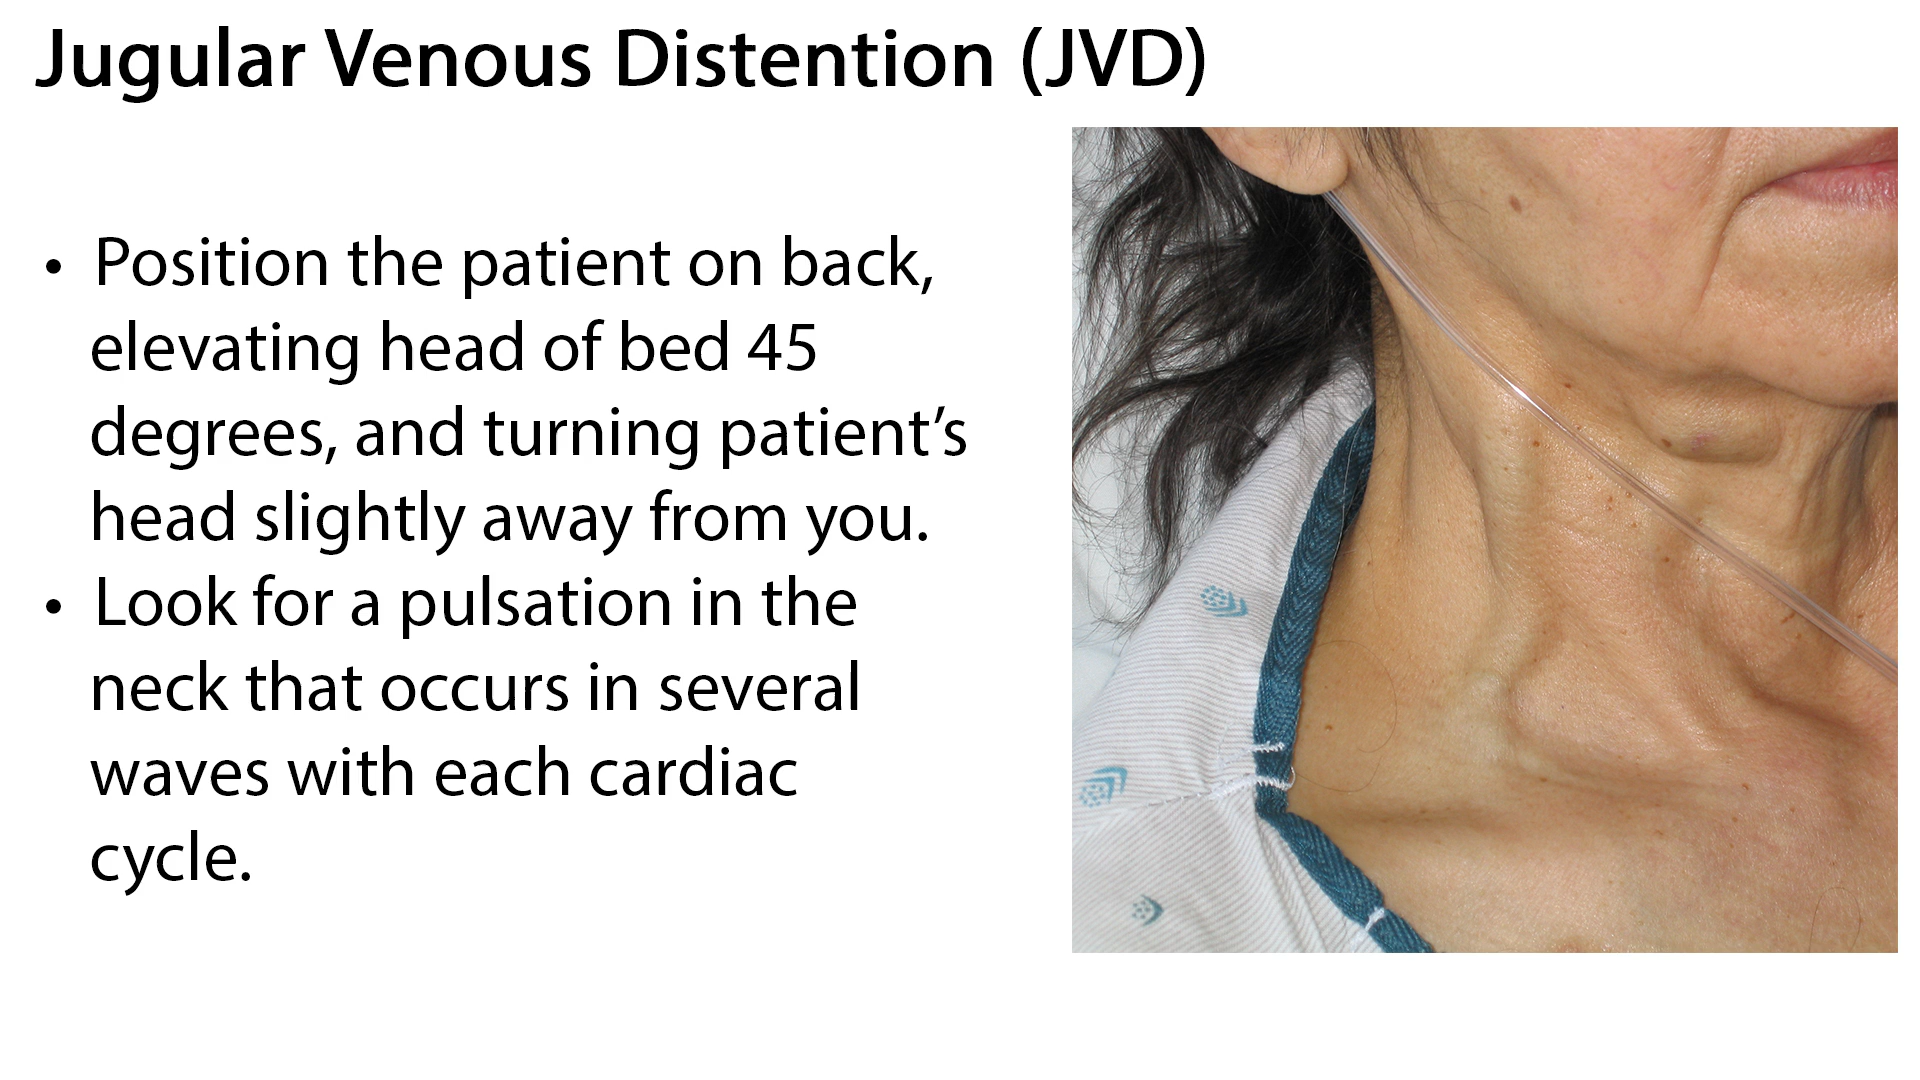 Jugular Venous Distention (JVD)
• Position the patient on back,
elevating head of bed 45
degrees, and turning patient’s
head slightly away from you.
• Look for a pulsation in the
neck that occurs in several
waves with each cardiac
cycle.